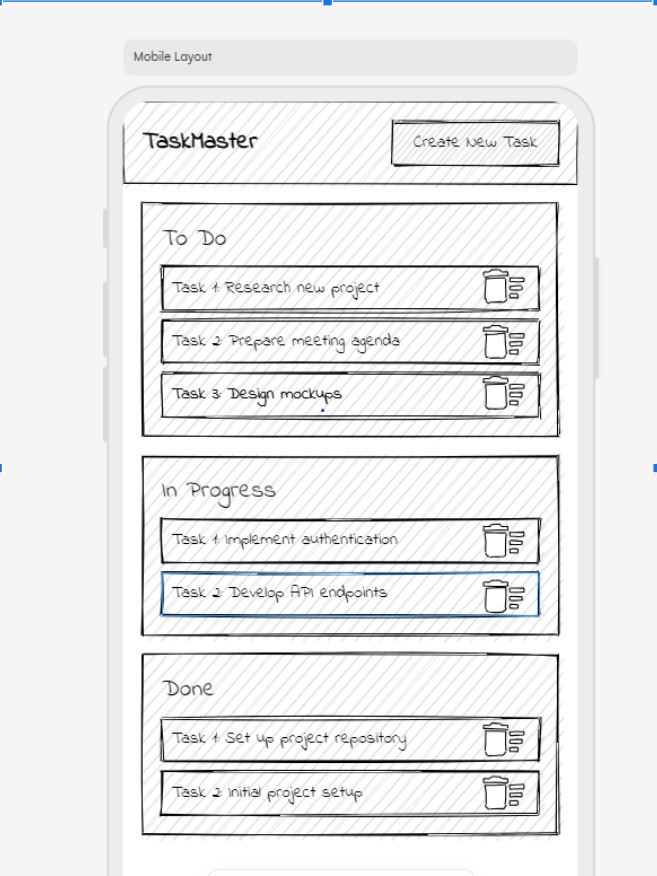 Mobile Layout
TaskMaster
Create New Task
To Do
Task 1: Research new project
Task 2: Prepare meeting agenda
Task 3: Design mockups
In Progress
Task 1: Implement authentication
Task 2: Develop API endpoints
Done
Task 1: Set up project repository
Task 2: Initial project setup